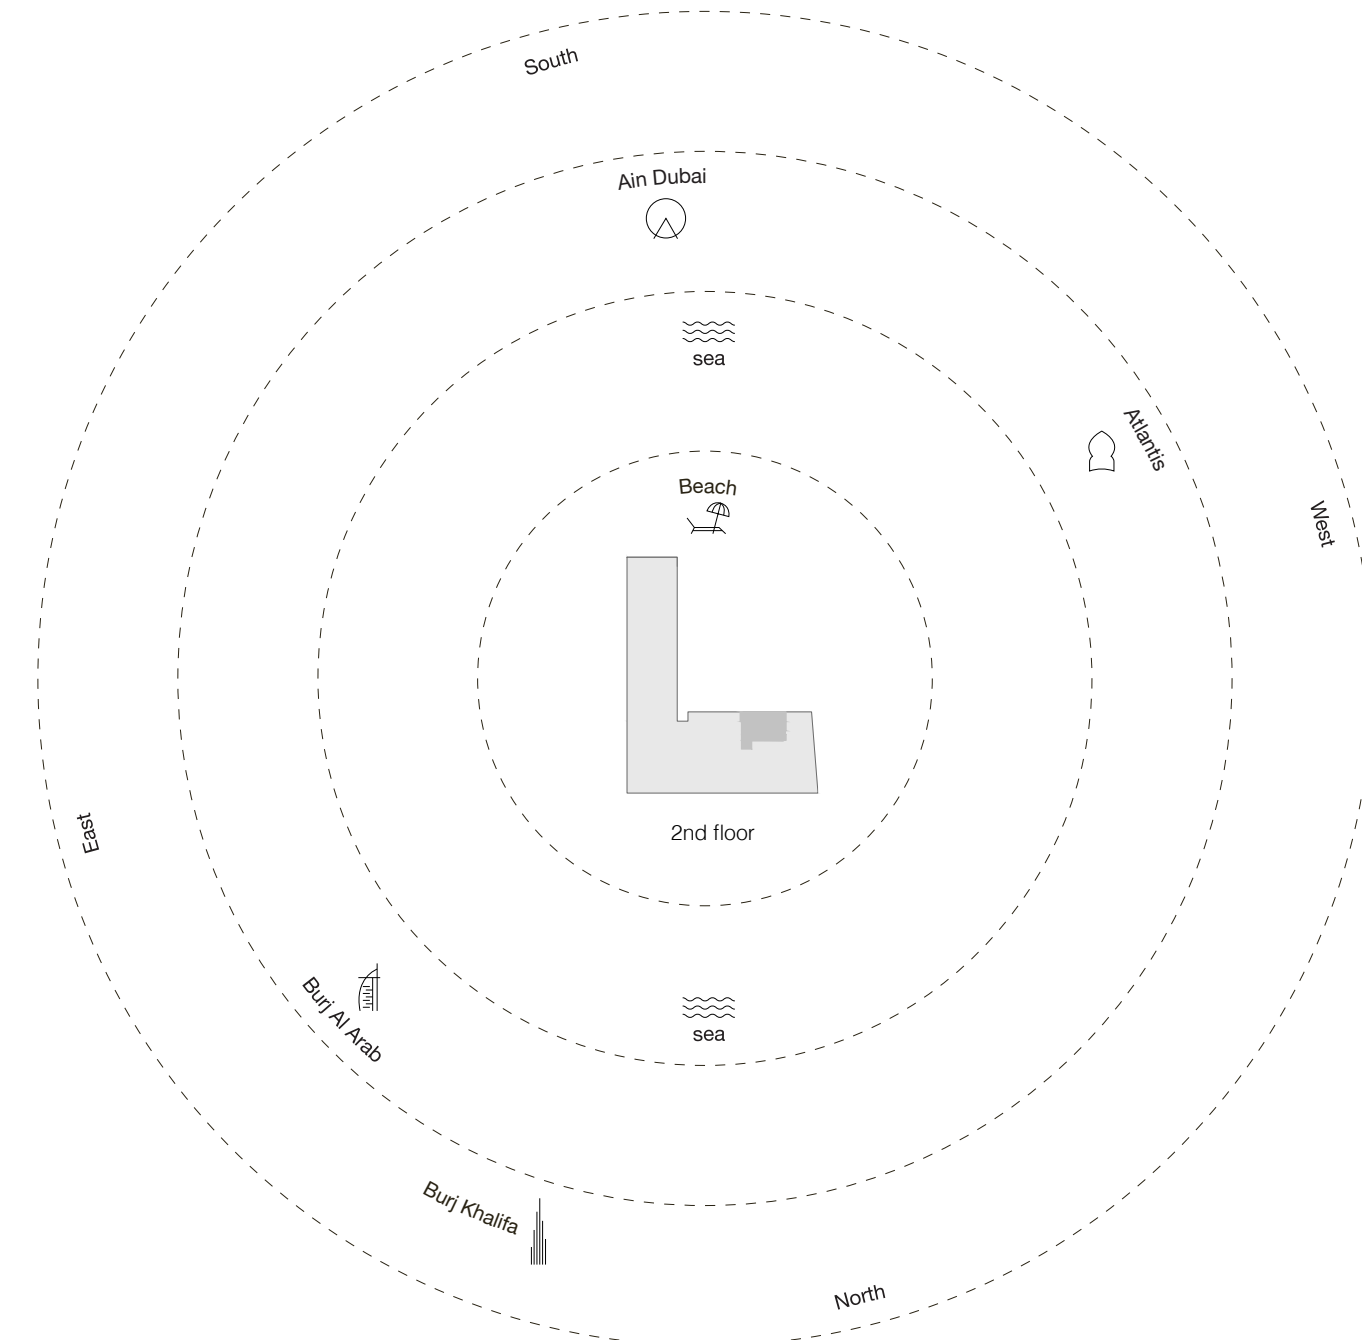 South
Ain Dubai
sea
Atlantis
Beach
West
2nd floor
East
Burj Al Arab
sea
Burj Khalifa
North